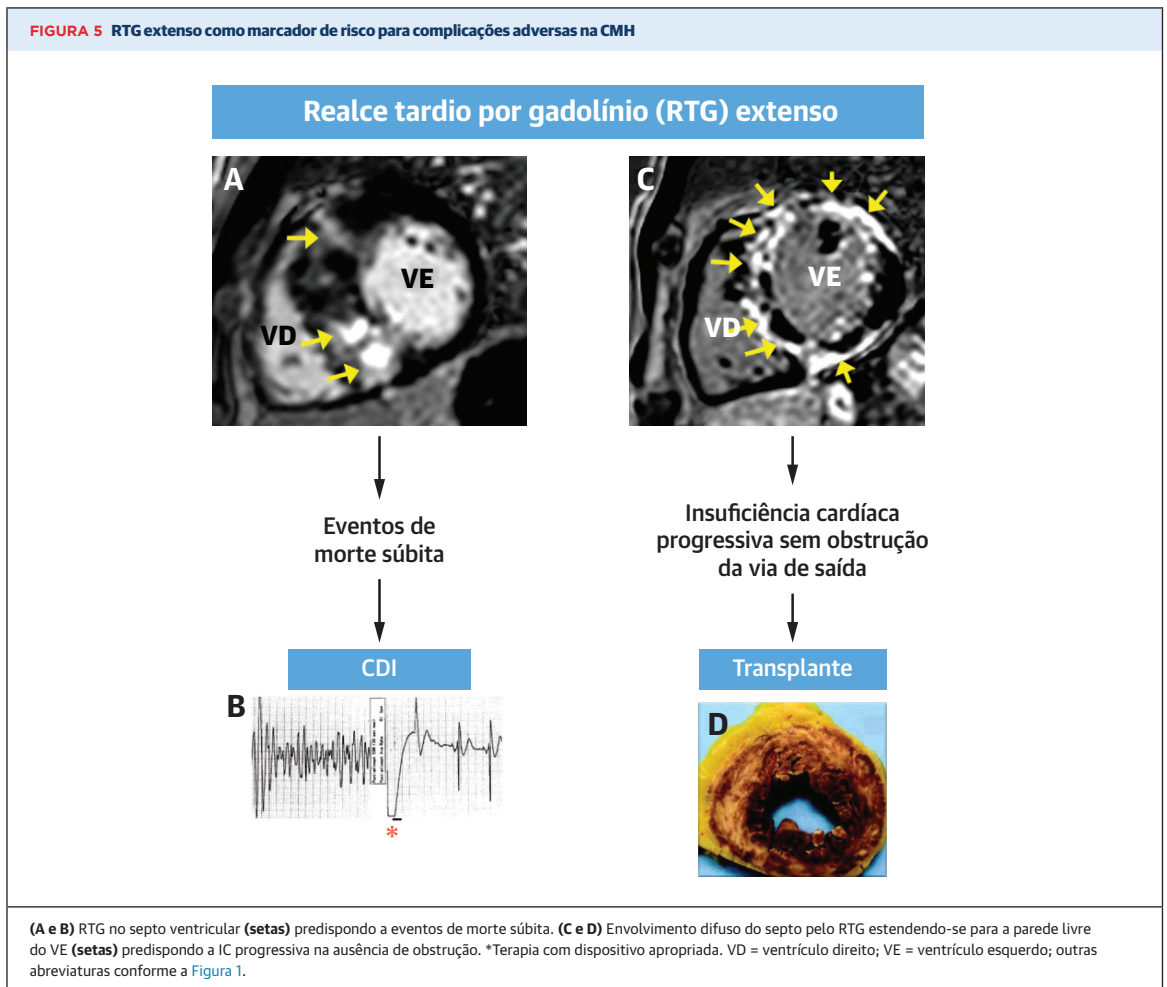 FIGURA 5 RTG extenso como marcador de risco para complicações adversas na CMH
Realce tardio por gadolínio (RTG) extenso
A
VE
VD
C
VE
VD
Eventos de
morte súbita
Insuficiência cardíaca
progressiva sem obstrução
da via de saída
CDI
Transplante
B
*
D
(A e B) RTG no septo ventricular (setas) predispondo a eventos de morte súbita. (C e D) Envolvimento difuso do septo pelo RTG estendendo-se para a parede livre
do VE (setas) predispondo a IC progressiva na ausência de obstrução. *Terapia com dispositivo apropriada. VD = ventrículo direito; VE = ventrículo esquerdo; outras
abreviaturas conforme a Figura 1.